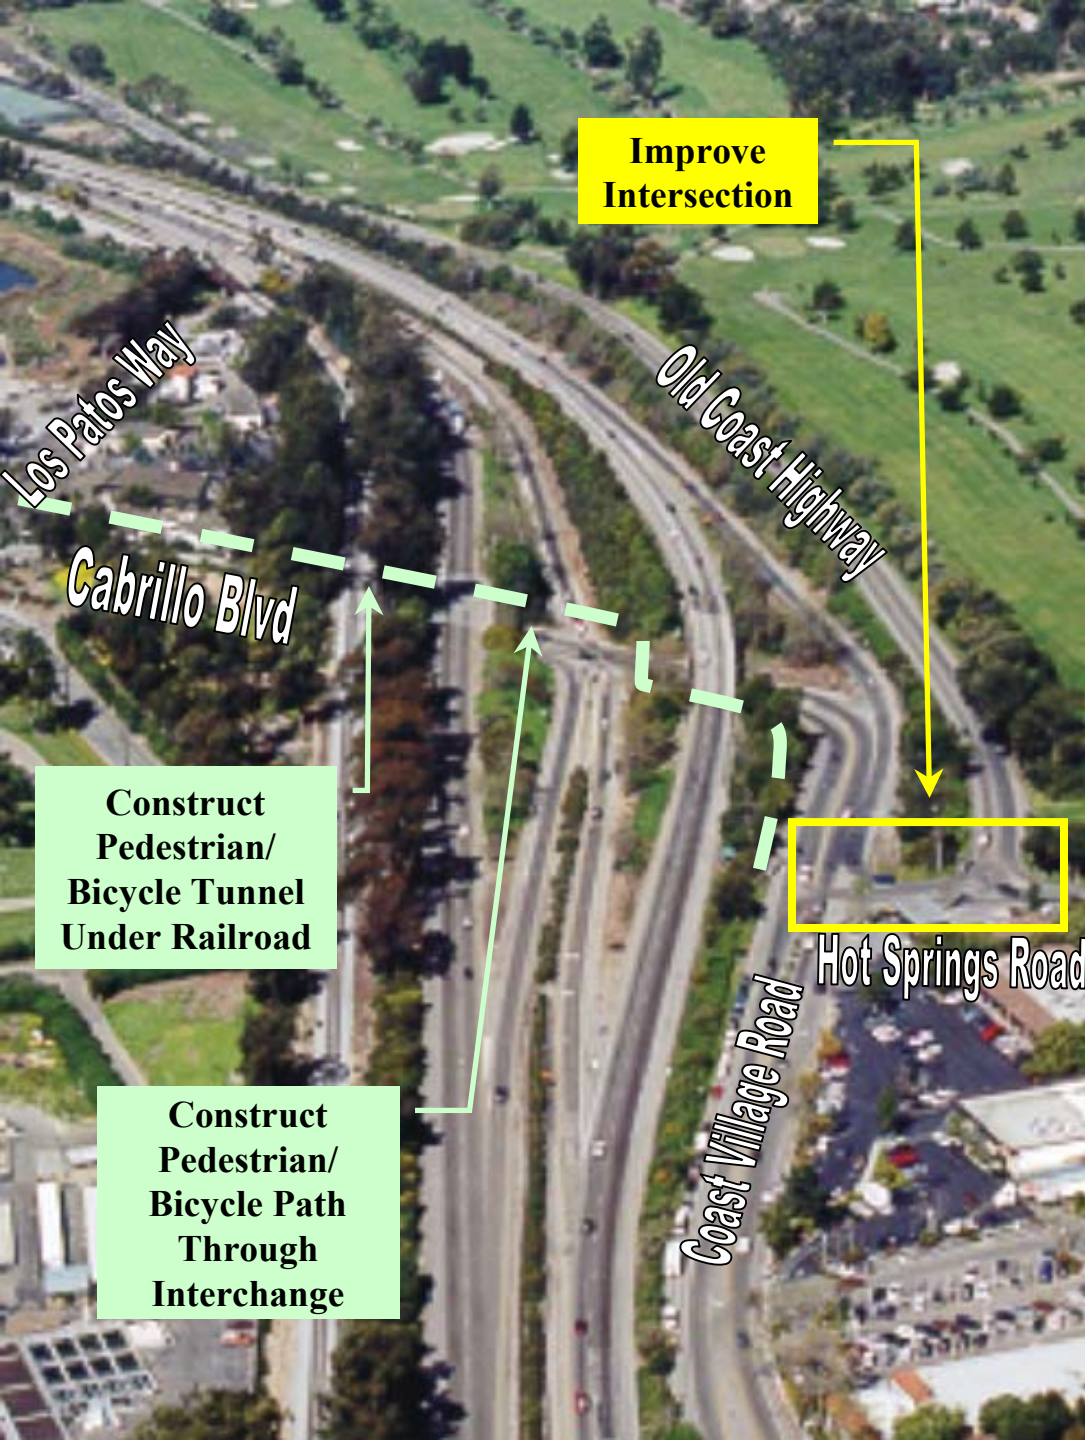 Improve
Intersection
Old Coast Highway
Los Patos Way
Cabrillo Blvd
Construct
Pedestrian/
Bicycle Tunnel
Under Railroad
Hot Springs Road
Coast Village Road
Construct
Pedestrian/
Bicycle Path
Through
Interchange